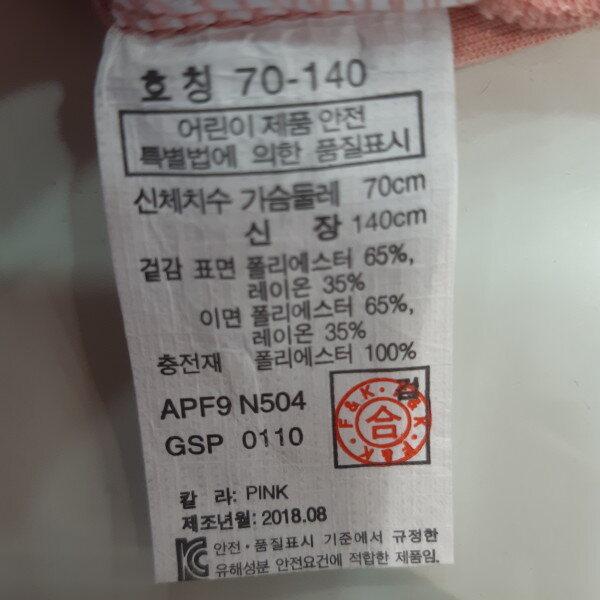 호칭 70-140
어린이 제품 안전
특별법에 의한 품질표시
신체치수 가슴둘레 70cm
신 장 140cm
겉감 표면 폴리에스터 65%,
레이온 35%
이면 폴리에스터 65%,
레이온 35%
충전재 폴리에스터 100%
APF9 N504
GSP 0110
검
F&K · F&K ·
合
칼 라: PINK
제조년월: 2018.08
안전·품질표시 기준에서 규정한
유해성분 안전요건에 적합한 제품임.